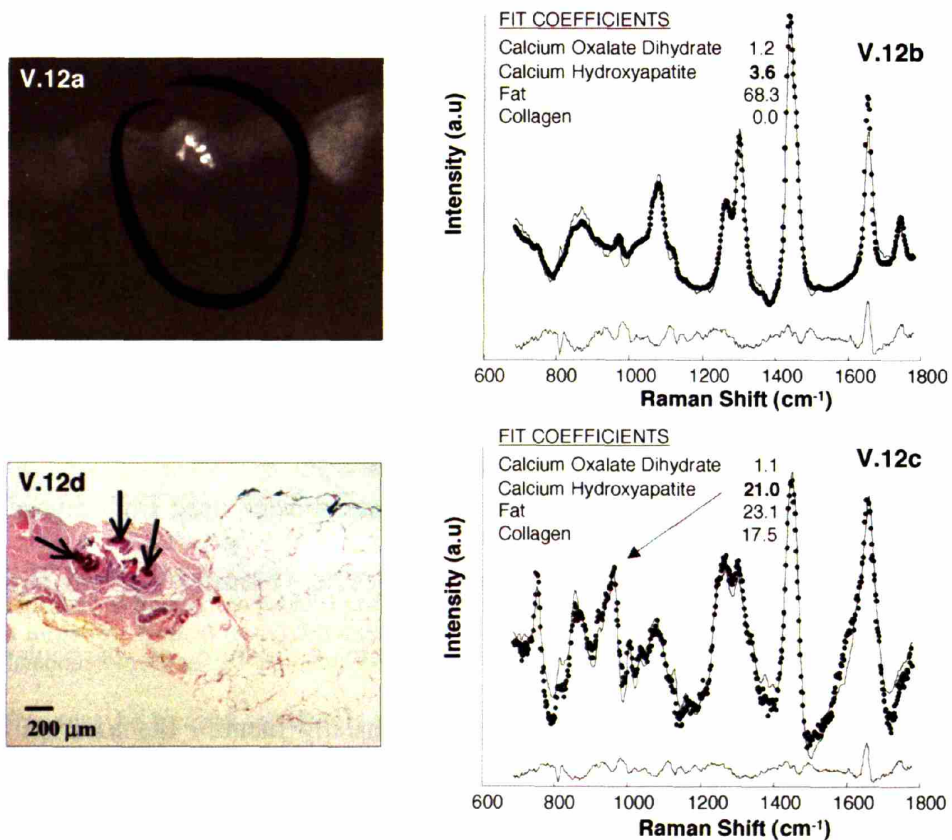 V.12a
FIT COEFFICIENTS
Calcium Oxalate Dihydrate 1.2
Calcium Hydroxyapatite 3.6
Fat 68.3
Collagen 0.0
V.12b
Intensity (a.u)
600 800 1000 1200 1400 1600 1800
Raman Shift (cm⁻¹)
V.12d
200 µm
FIT COEFFICIENTS
Calcium Oxalate Dihydrate 1.1
Calcium Hydroxyapatite 21.0
Fat 23.1
Collagen 17.5
V.12c
Intensity (a.u)
600 800 1000 1200 1400 1600 1800
Raman Shift (cm⁻¹)